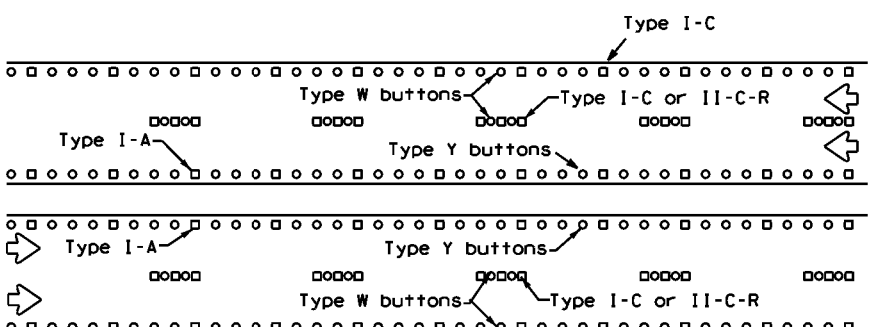 Type I-C
Type W buttons
Type I-C or II-C-R
Type I-A
Type Y buttons
Type I-A
Type Y buttons
Type W buttons
Type I-C or II-C-R